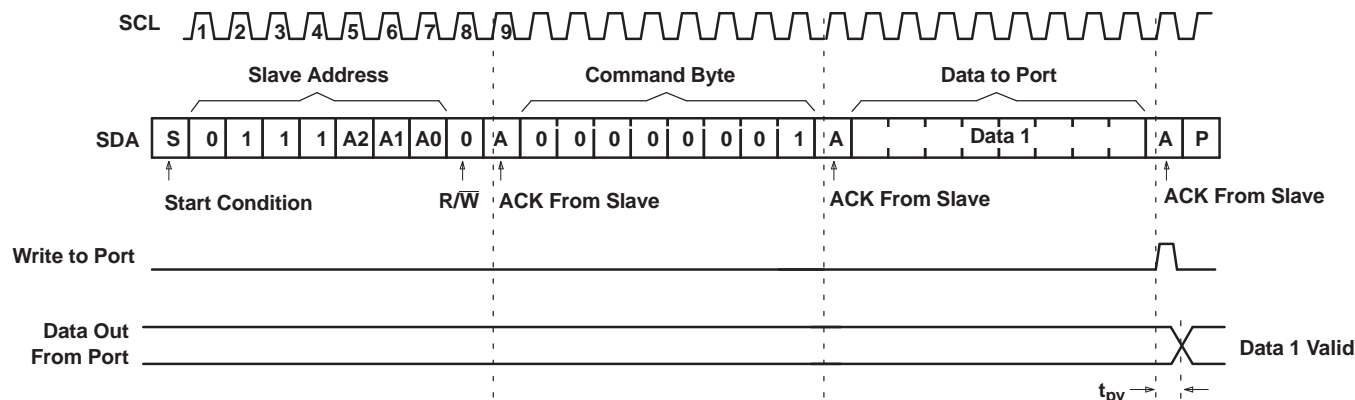 SCL 1 2 3 4 5 6 7 8 9
Slave Address Command Byte Data to Port
SDA S 0 1 1 1 A2 A1 A0 0 A 0 0 0 0 0 0 0 1 A Data 1 A P
Start Condition R/W ACK From Slave ACK From Slave ACK From Slave
Write to Port
Data Out
From Port
Data 1 Valid
tpv